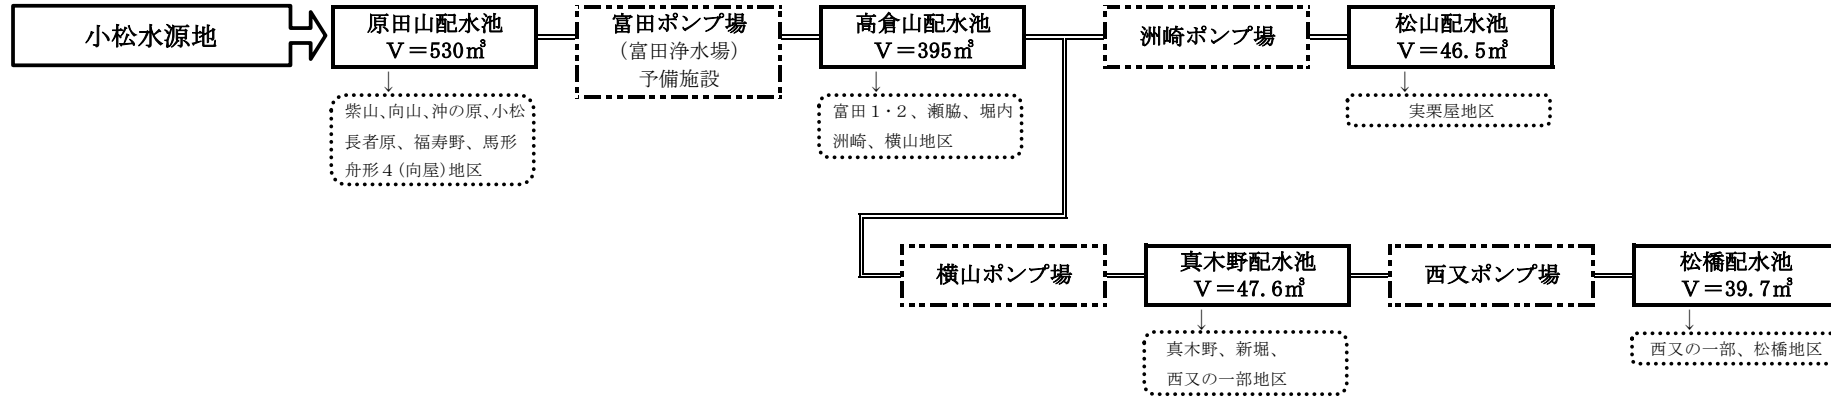 小松水源地
原田山配水池
V＝530㎥
富田ポンプ場
（富田浄水場）
予備施設
高倉山配水池
V＝395㎥
洲崎ポンプ場
松山配水池
V＝46.5㎥
↓
紫山、向山、沖の原、小松
長者原、福寿野、馬形
舟形４(向屋)地区
↓
富田１・２、瀬脇、堀内
洲崎、横山地区
↓
実栗屋地区
横山ポンプ場
真木野配水池
V＝47.6㎥
西又ポンプ場
松橋配水池
V＝39.7㎥
↓
真木野、新堀、
西又の一部地区
↓
西又の一部、松橋地区